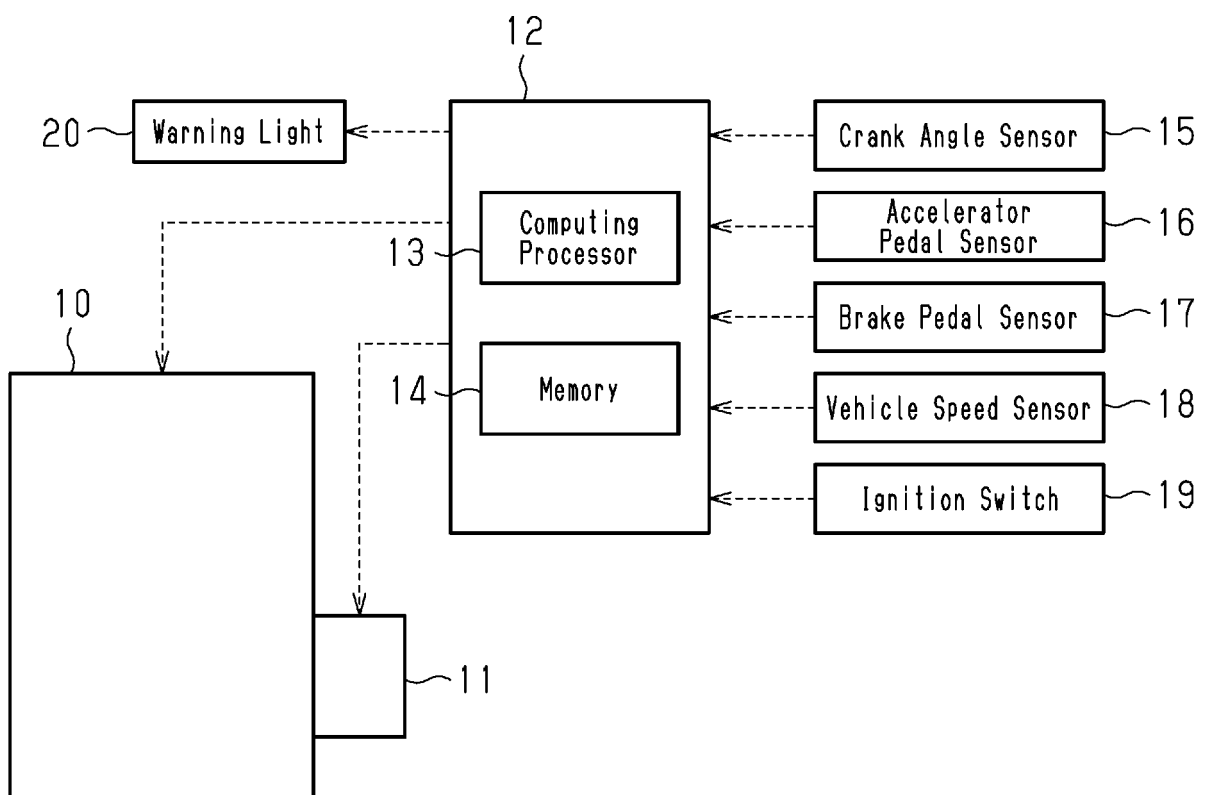 12
20
Warning Light
Crank Angle Sensor
15
Computing
Processor
13
Accelerator
Pedal Sensor
16
10
Brake Pedal Sensor
17
14
Memory
Vehicle Speed Sensor
18
Ignition Switch
19
11